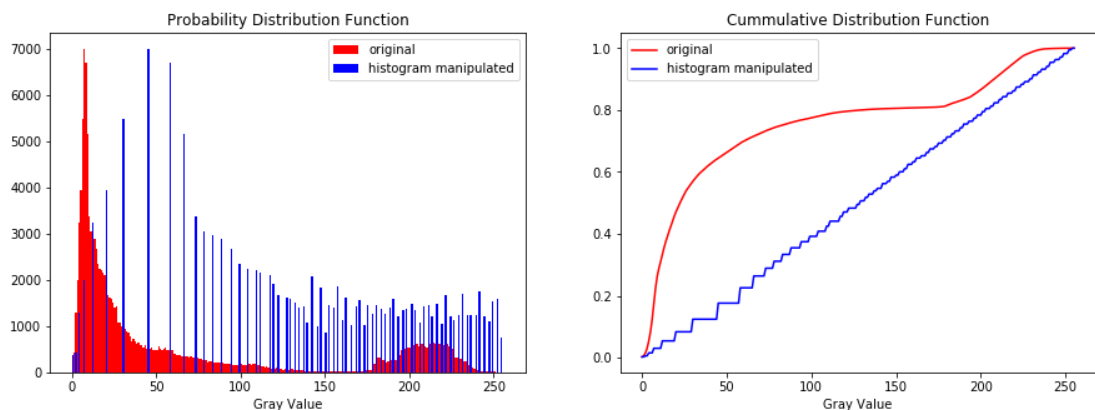 Probability Distribution Function
7000
6000
5000
4000
3000
2000
1000
0
0 50 100 150 200 250
Gray Value
original
histogram manipulated
Cummulative Distribution Function
1.0
0.8
0.6
0.4
0.2
0.0
0 50 100 150 200 250
Gray Value
original
histogram manipulated